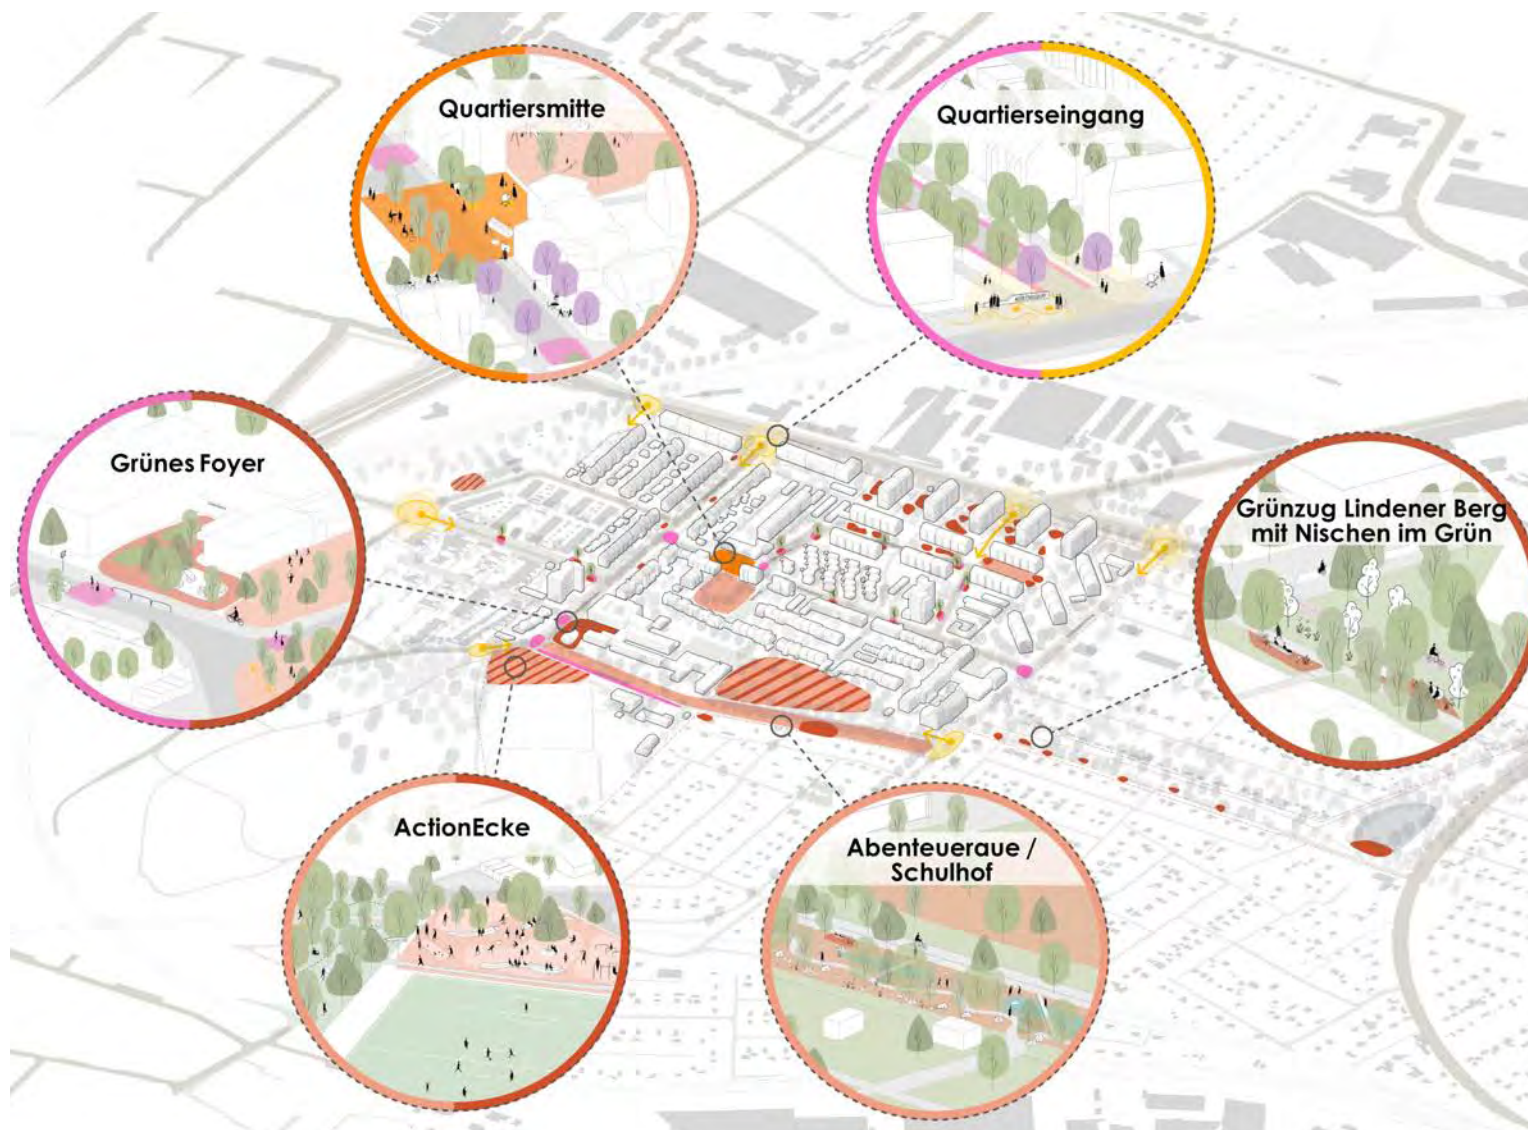 Quartiersmitte
Quartierseingang
Grünes Foyer
Grünzug Lindener Berg
mit Nischen im Grün
ActionEcke
Abenteueraue /
Schulhof